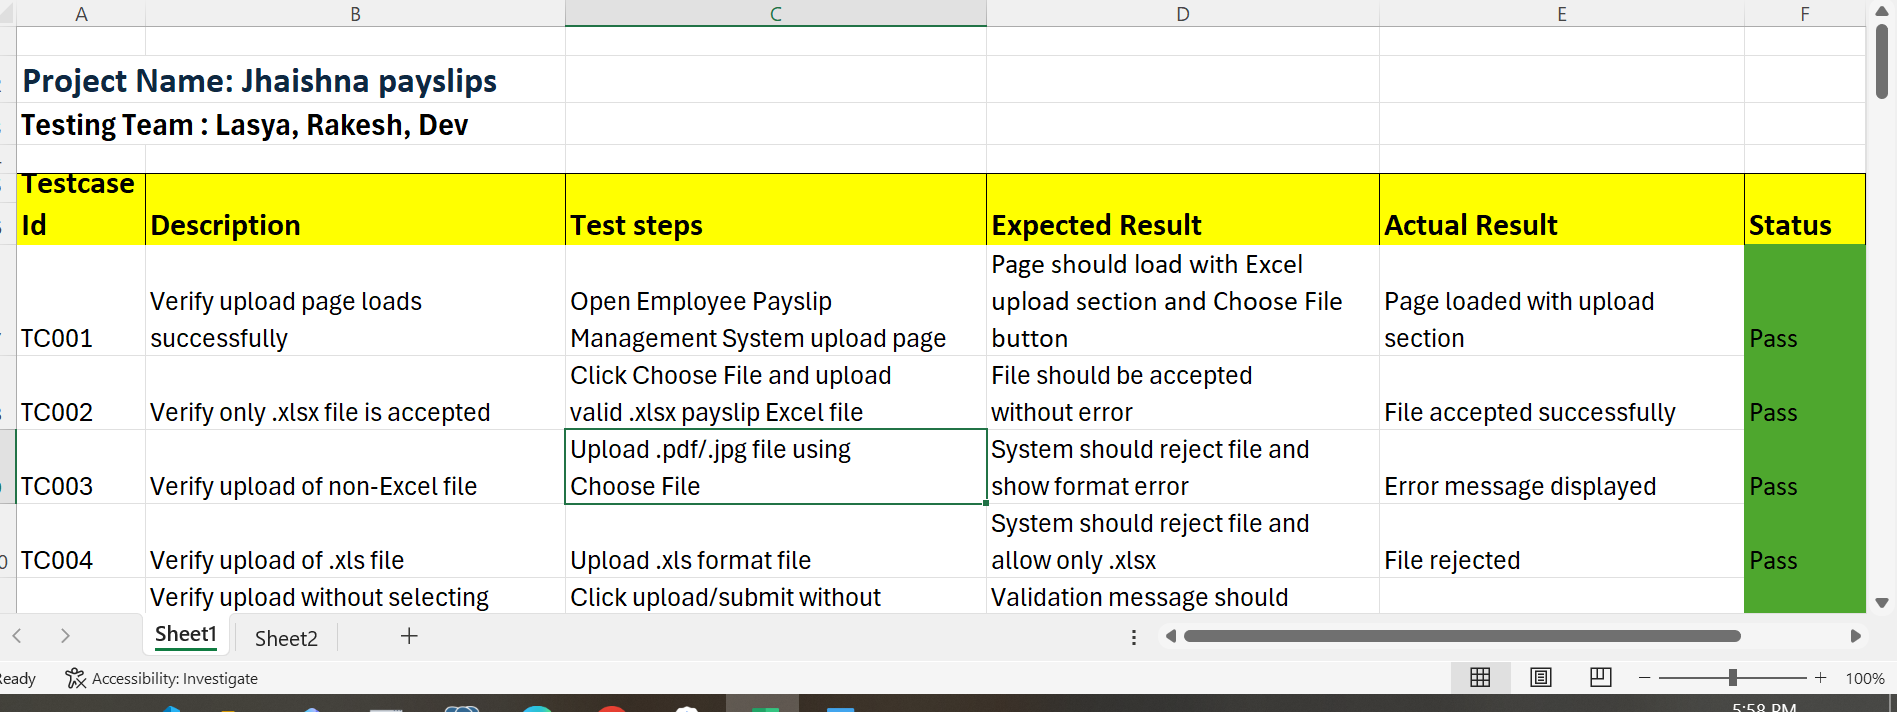 A B C D E F
Project Name: Jhaishna payslips
Testing Team : Lasya, Rakesh, Dev
Testcase
Id Description Test steps Expected Result Actual Result Status
TC001
Verify upload page loads
successfully
Open Employee Payslip
Management System upload page
Page should load with Excel
upload section and Choose File
button
Page loaded with upload
section
Pass
TC002
Verify only .xlsx file is accepted
Click Choose File and upload
valid .xlsx payslip Excel file
File should be accepted
without error
File accepted successfully
Pass
TC003
Verify upload of non-Excel file
Upload .pdf/.jpg file using
Choose File
System should reject file and
show format error
Error message displayed
Pass
TC004
Verify upload of .xls file
Upload .xls format file
System should reject file and
allow only .xlsx
File rejected
Pass
Verify upload without selecting
Click upload/submit without
Validation message should
Sheet1 Sheet2
Accessibility: Investigate
100%
5:58 PM